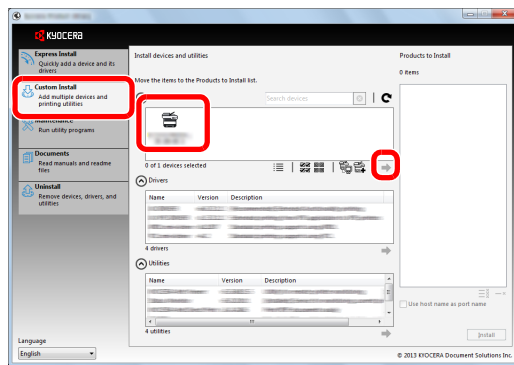 KYOCERA
Express Install
Quickly add a device and its
drivers
Custom Install
Add multiple devices and
printing utilities
Maintenance
Run utility programs
Documents
Read manuals and readme
files
Uninstall
Remove devices, drivers, and
utilities
Language
English
Install devices and utilities
Move the items to the Products to Install list.
Search devices
0 of 1 devices selected
Drivers
Name Version Description
4 drivers
Utilities
Name Version Description
4 utilities
Products to Install
0 items
Use host name as port name
Install
© 2013 KYOCERA Document Solutions Inc.